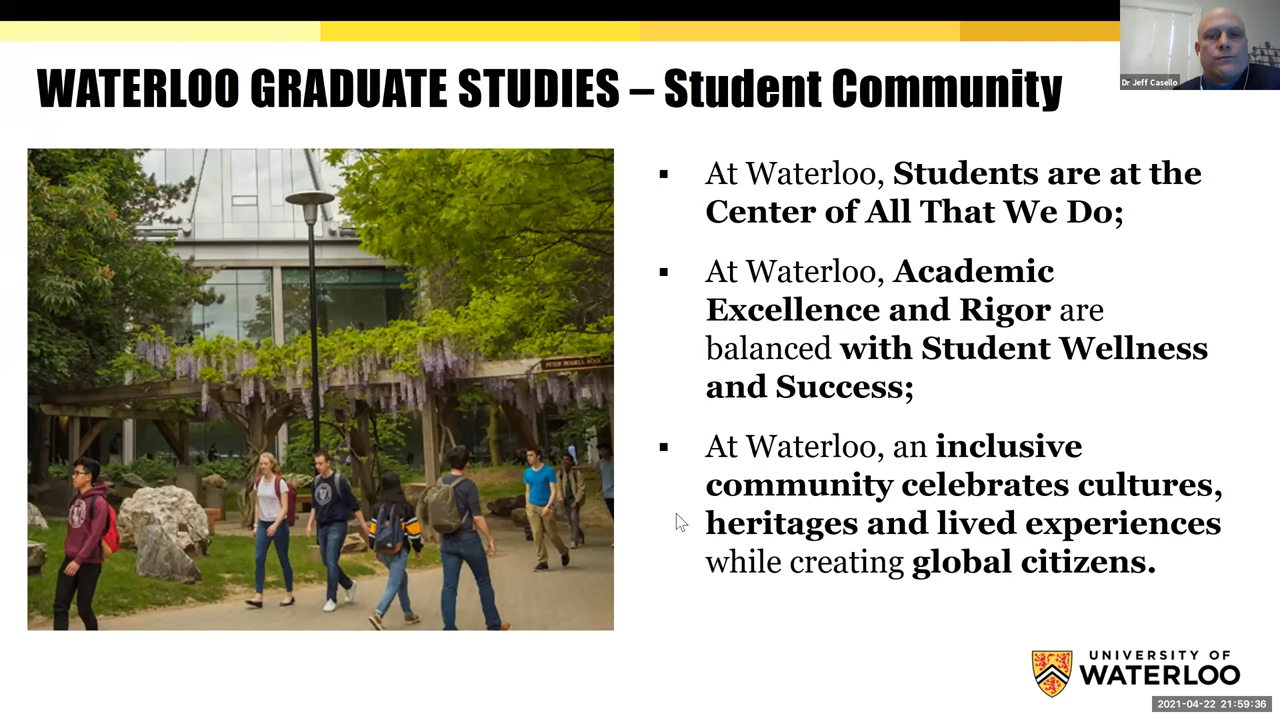 Dr Jeff Casello
WATERLOO GRADUATE STUDIES – Student Community
▪ At Waterloo, Students are at the
Center of All That We Do;
▪ At Waterloo, Academic
Excellence and Rigor are
balanced with Student Wellness
and Success;
▪ At Waterloo, an inclusive
community celebrates cultures,
heritages and lived experiences
while creating global citizens.
UNIVERSITY OF
WATERLOO
2021-04-22 21:59:36